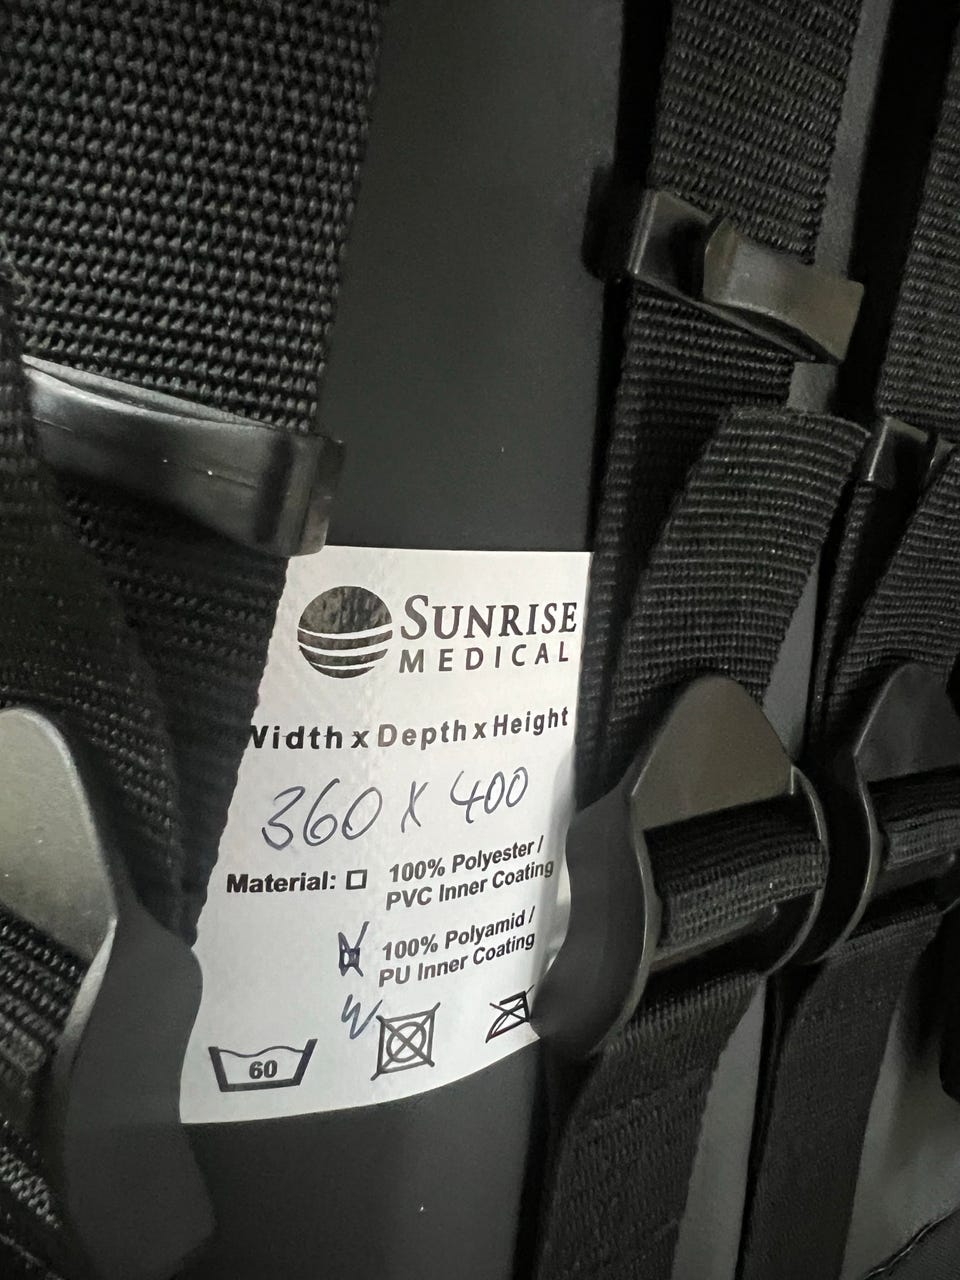 SUNRISE
MEDICAL
Width x Depth x Height
360 x 400
Material: 100% Polyester /
PVC Inner Coating
100% Polyamid /
PU Inner Coating
60